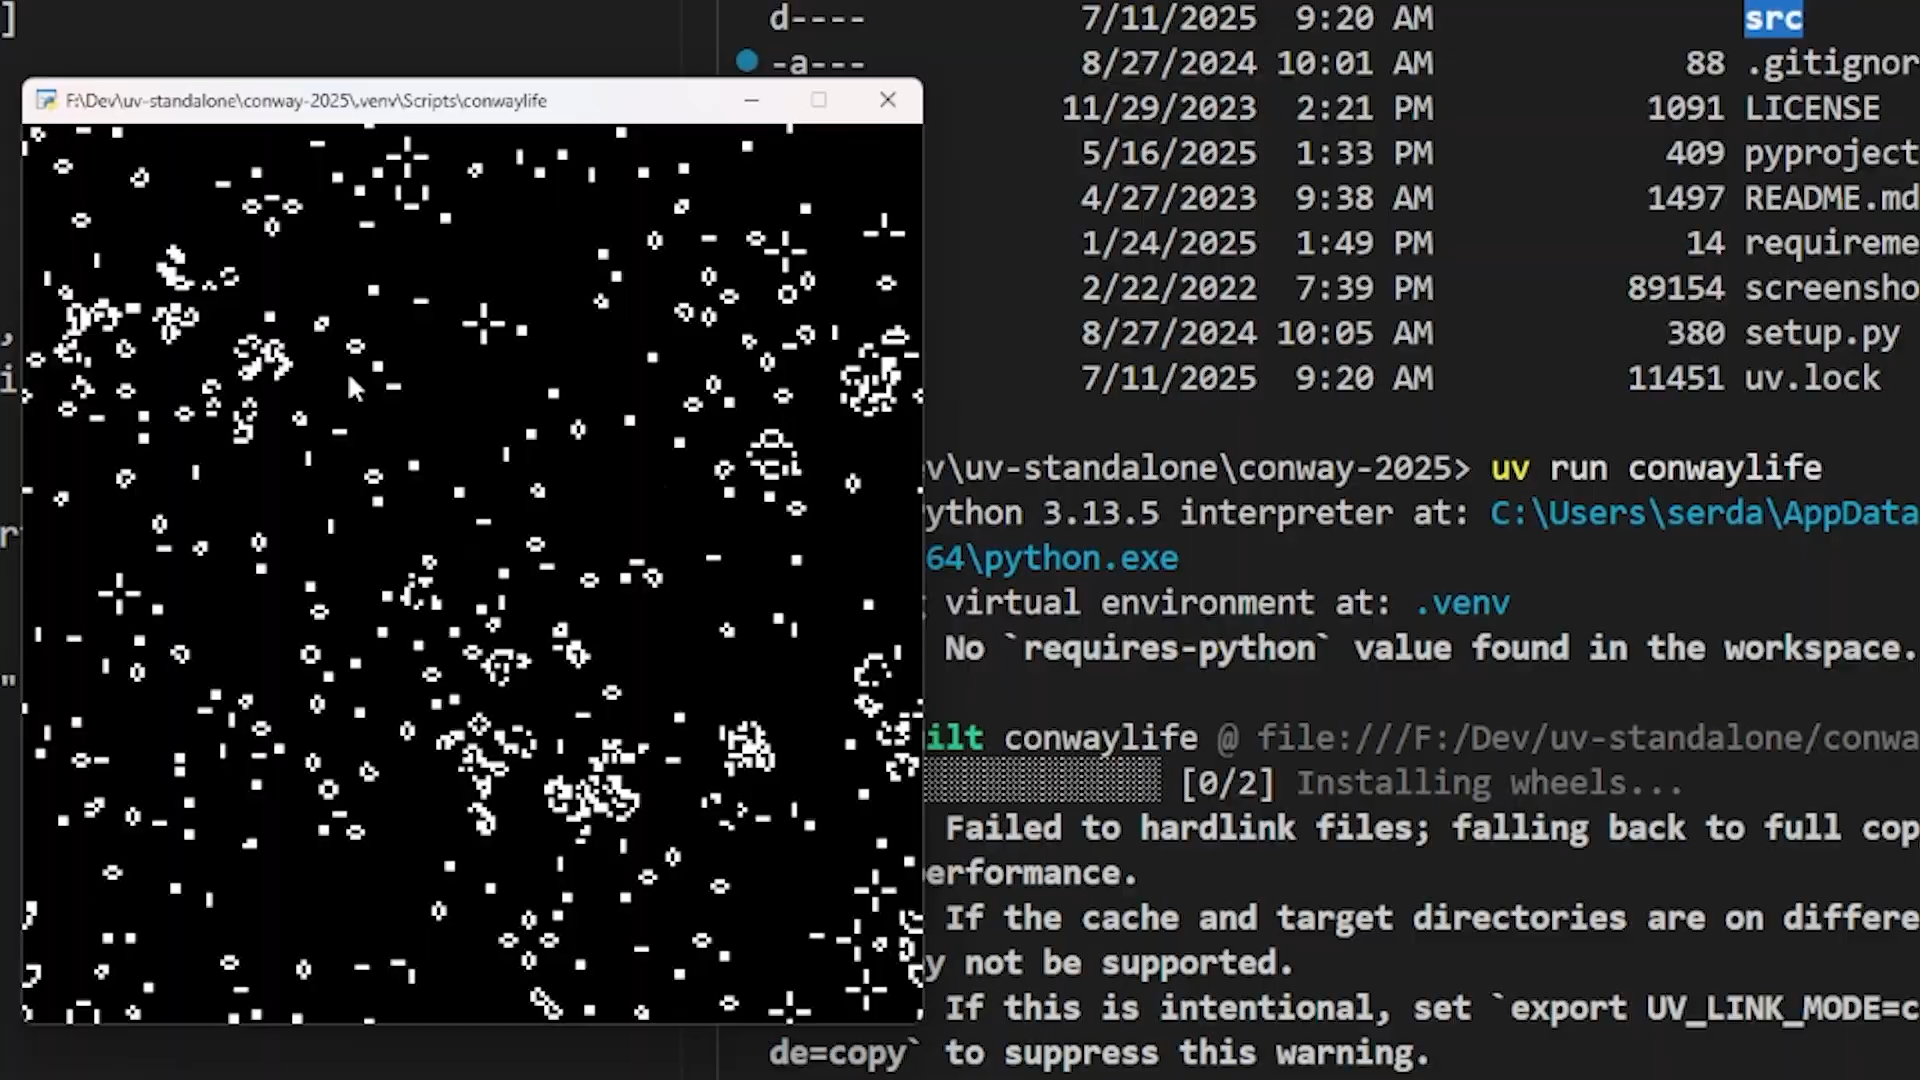 ]
,
i
r
"
F:\Dev\uv-standalone\conway-2025\.venv\Scripts\conwaylife
d---- 7/11/2025 9:20 AM src
-a--- 8/27/2024 10:01 AM 88 .gitignor
11/29/2023 2:21 PM 1091 LICENSE
5/16/2025 1:33 PM 409 pyproject
4/27/2023 9:38 AM 1497 README.md
1/24/2025 1:49 PM 14 requireme
2/22/2022 7:39 PM 89154 screensho
8/27/2024 10:05 AM 380 setup.py
7/11/2025 9:20 AM 11451 uv.lock
v\uv-standalone\conway-2025> uv run conwaylife
ython 3.13.5 interpreter at: C:\Users\serda\AppData
64\python.exe
virtual environment at: .venv
No `requires-python` value found in the workspace.
ilt conwaylife @ file:///F:/Dev/uv-standalone/conwa
[0/2] Installing wheels...
Failed to hardlink files; falling back to full cop
erformance.
If the cache and target directories are on differe
y not be supported.
If this is intentional, set `export UV_LINK_MODE=c
de=copy` to suppress this warning.